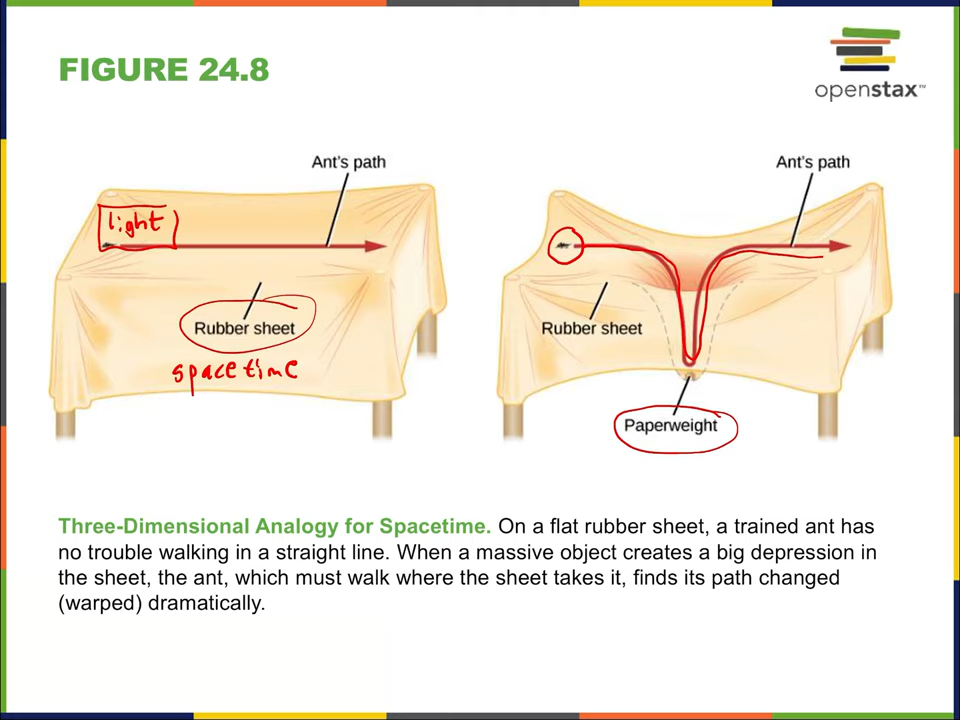 FIGURE 24.8
openstax™
Ant's path
Ant's path
light
Rubber sheet
Rubber sheet
spacetime
Paperweight
Three-Dimensional Analogy for Spacetime. On a flat rubber sheet, a trained ant has
no trouble walking in a straight line. When a massive object creates a big depression in
the sheet, the ant, which must walk where the sheet takes it, finds its path changed
(warped) dramatically.